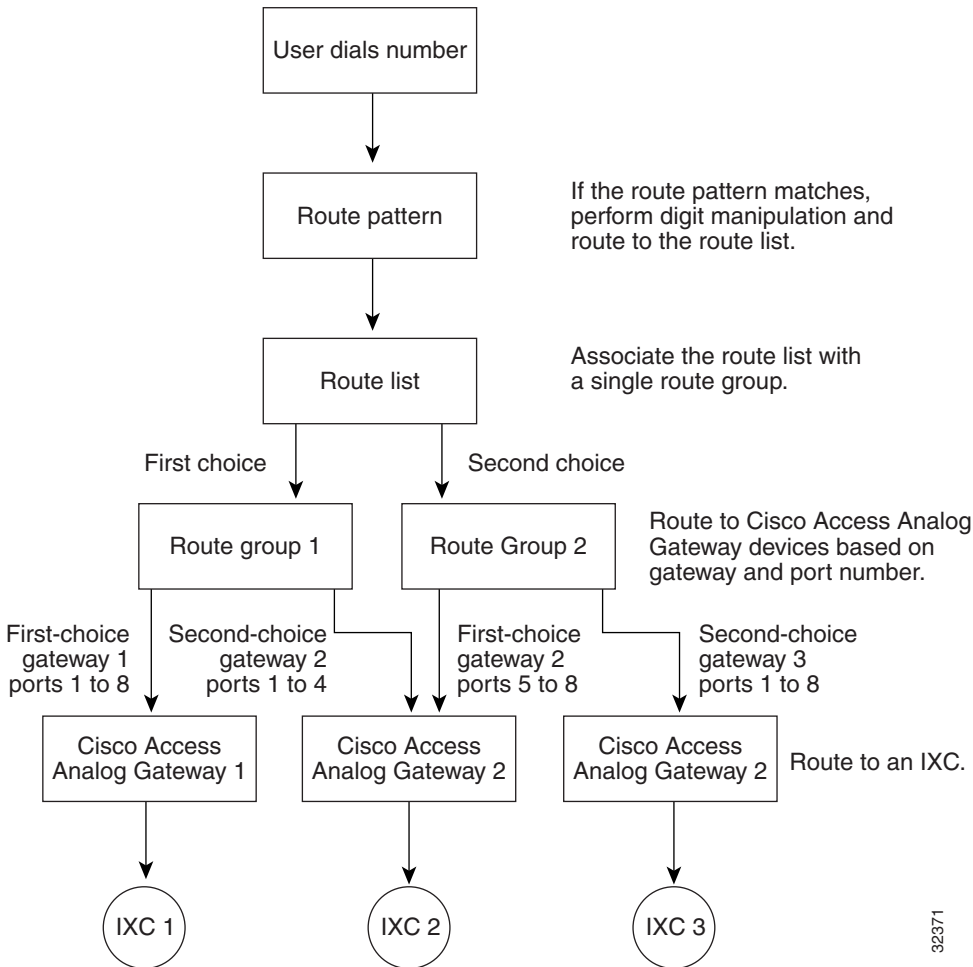 User dials number
Route pattern
If the route pattern matches,
perform digit manipulation and
route to the route list.
Route list
Associate the route list with
a single route group.
First choice
Second choice
Route group 1
Route Group 2
Route to Cisco Access Analog
Gateway devices based on
gateway and port number.
First-choice
gateway 1
ports 1 to 8
Second-choice
gateway 2
ports 1 to 4
First-choice
gateway 2
ports 5 to 8
Second-choice
gateway 3
ports 1 to 8
Cisco Access
Analog Gateway 1
Cisco Access
Analog Gateway 2
Cisco Access
Analog Gateway 2
Route to an IXC.
IXC 1
IXC 2
IXC 3
32371